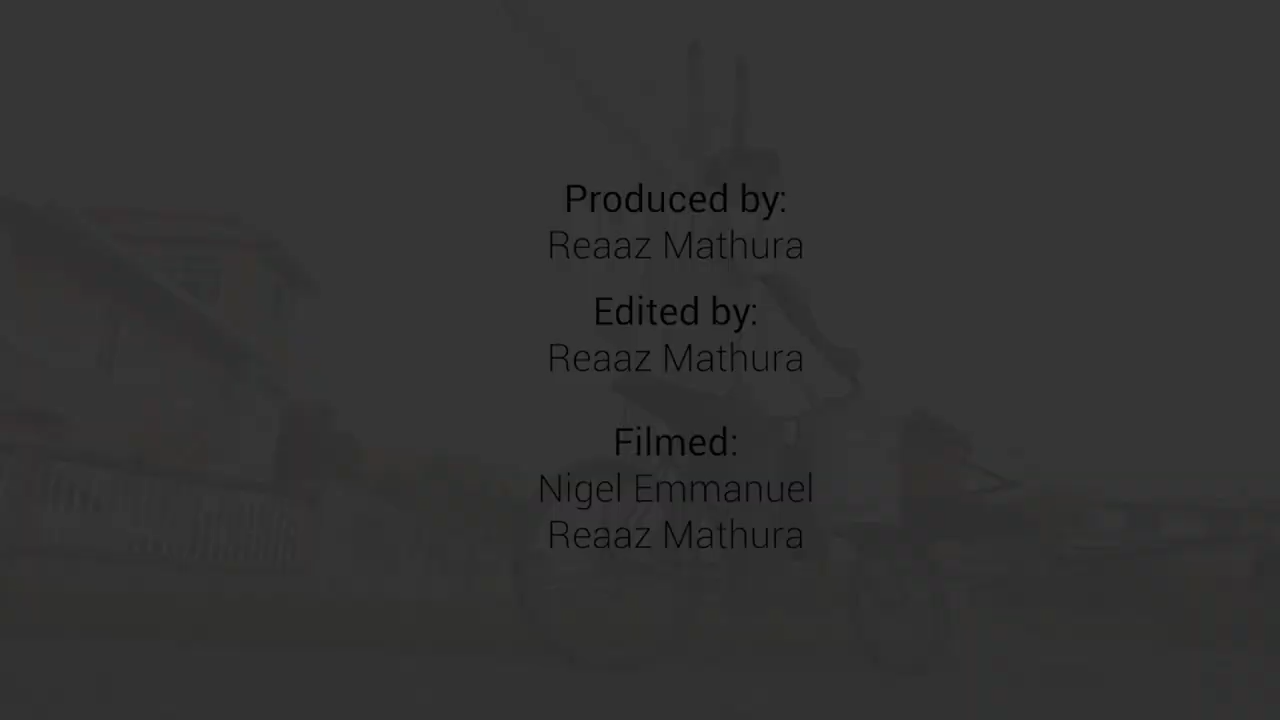 Produced by:
Reaaz Mathura
Edited by:
Reaaz Mathura
Filmed:
Nigel Emmanuel
Reaaz Mathura